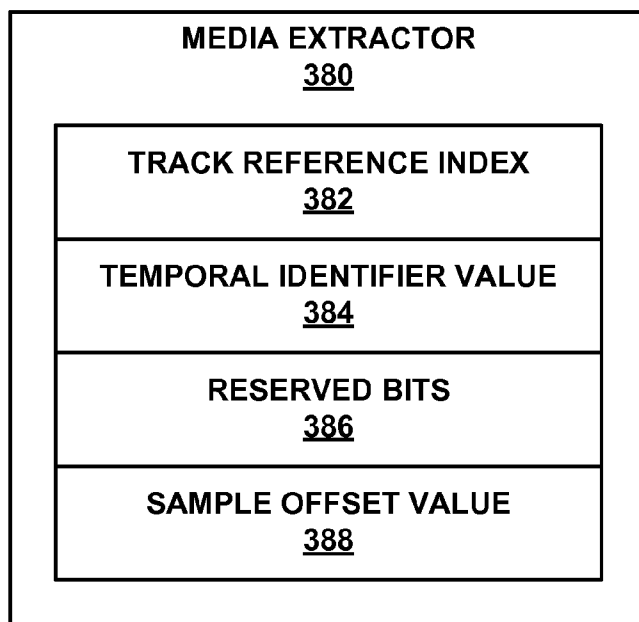 MEDIA EXTRACTOR
380
TRACK REFERENCE INDEX
382
TEMPORAL IDENTIFIER VALUE
384
RESERVED BITS
386
SAMPLE OFFSET VALUE
388